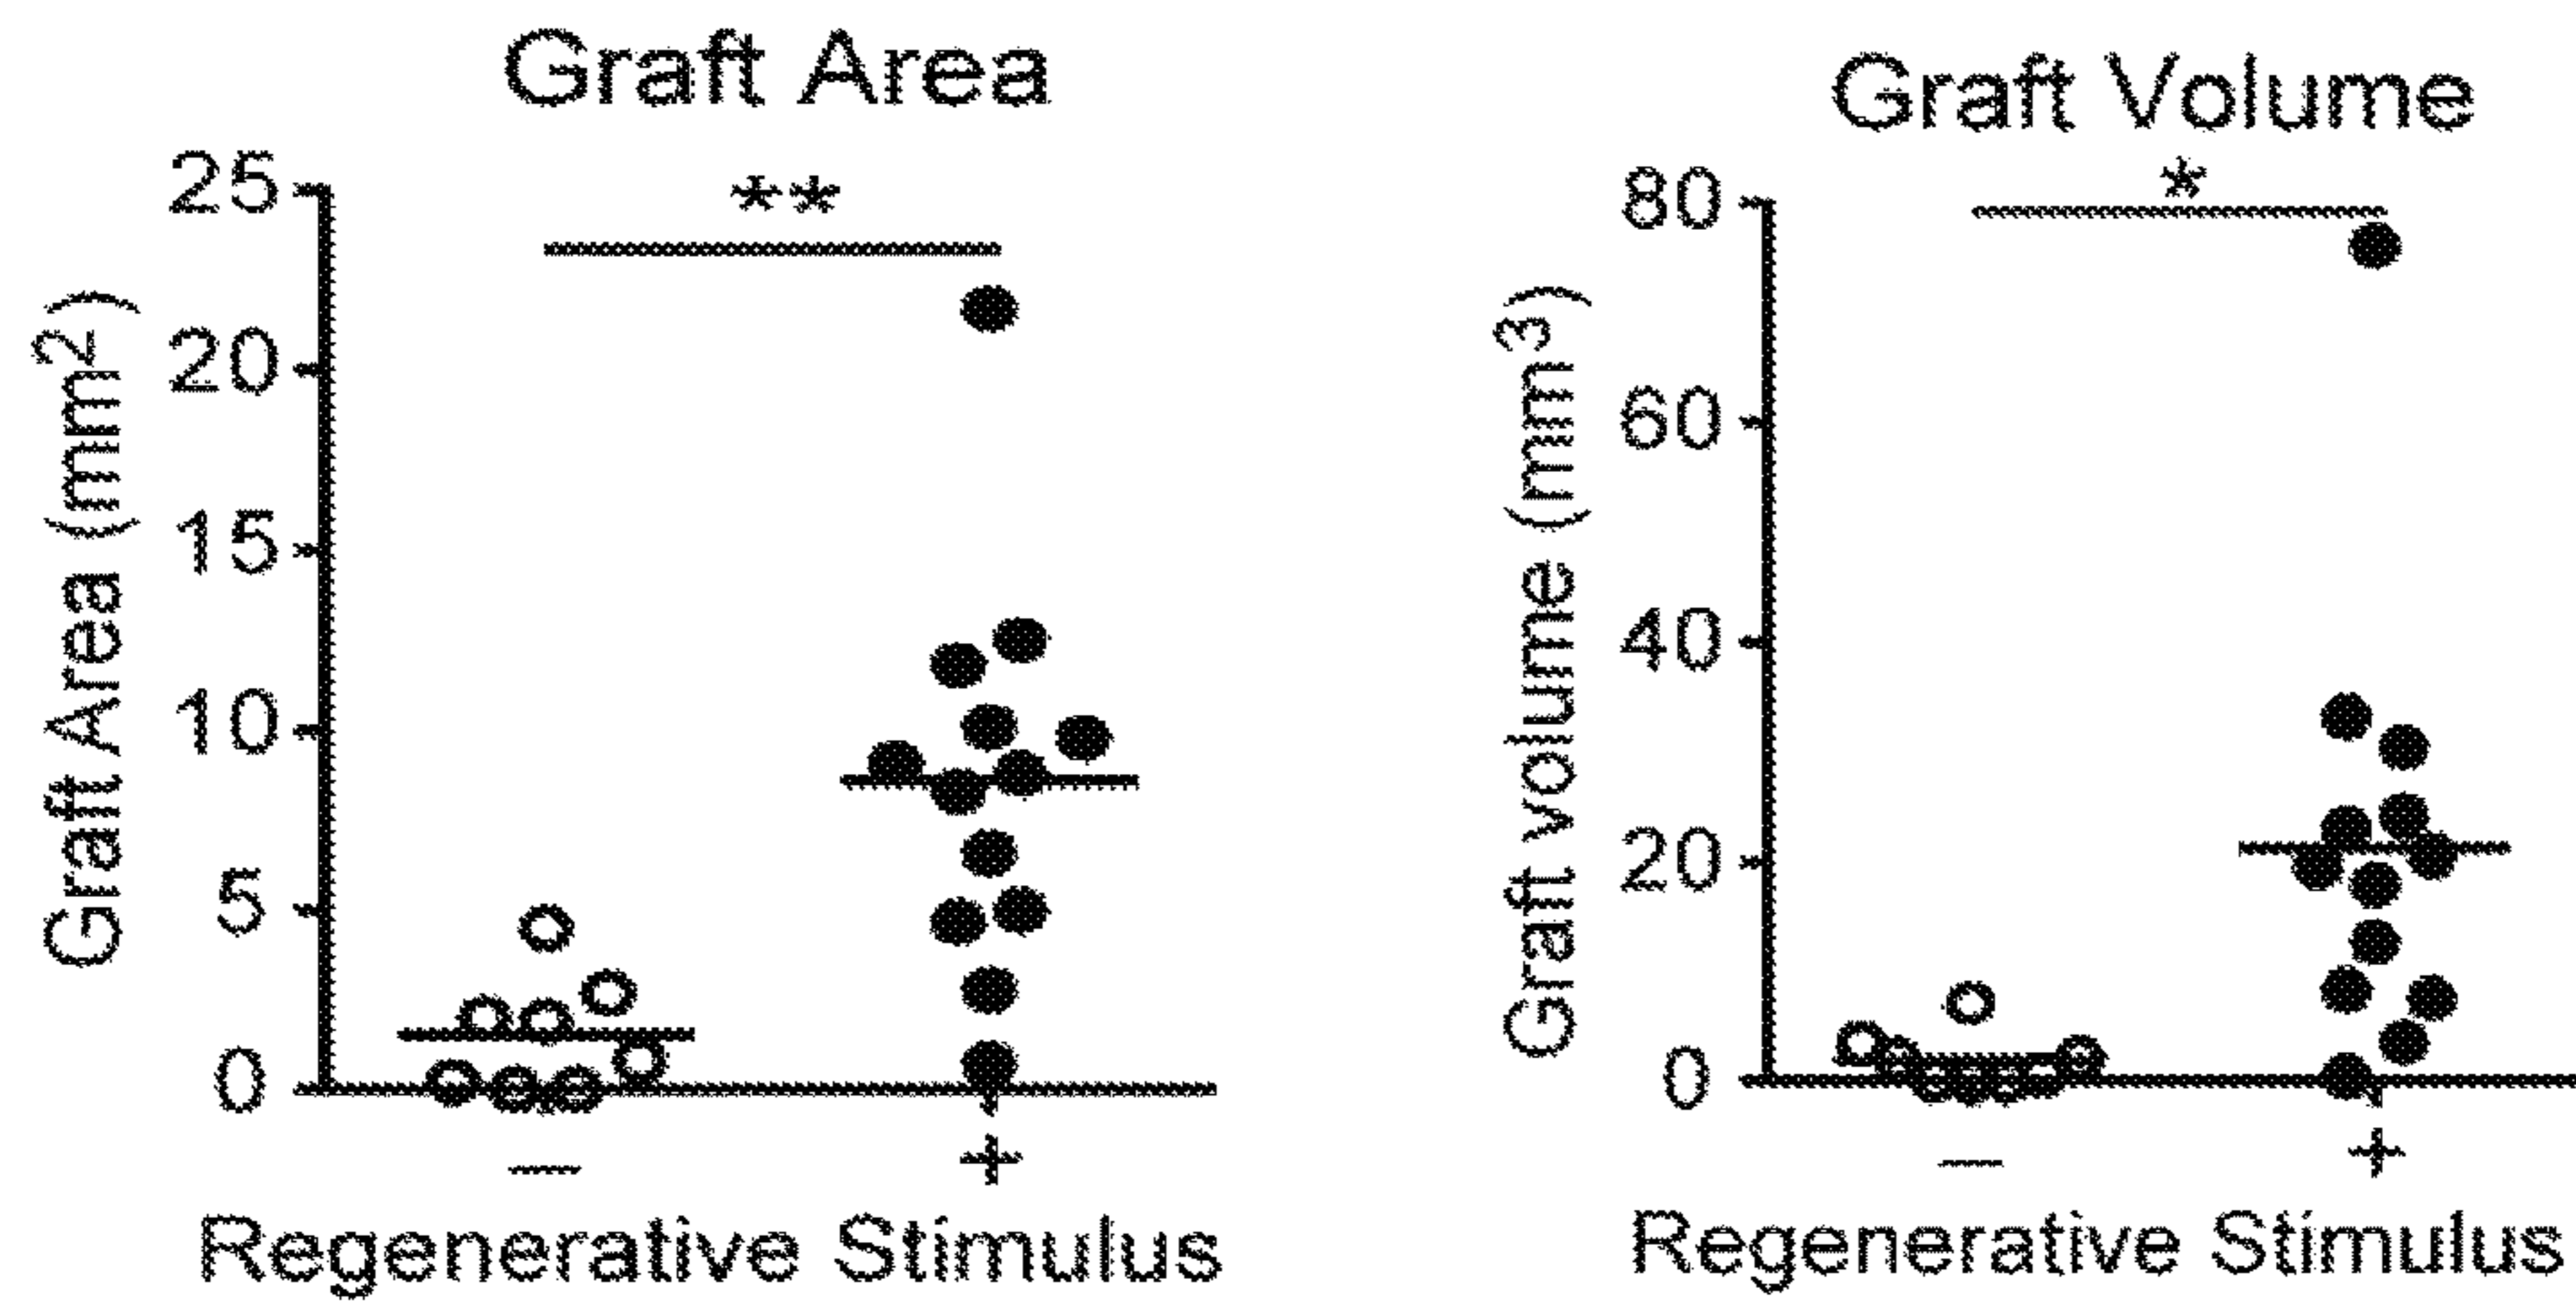 Graft Area
**
25
20
15
10
5
0
Graft Area (mm²)
– +
Regenerative Stimulus
Graft Volume
*
80
60
40
20
0
Graft volume (mm³)
– +
Regenerative Stimulus